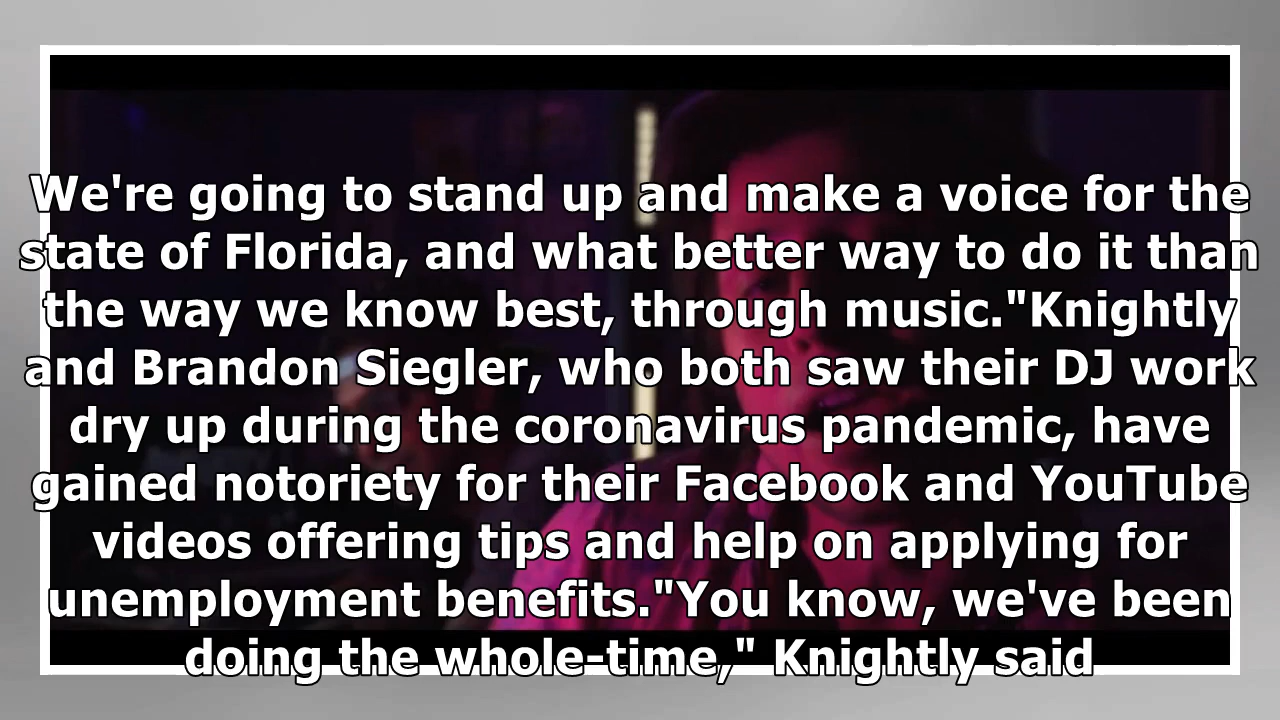 We're going to stand up and make a voice for the
state of Florida, and what better way to do it than
the way we know best, through music."Knightly
and Brandon Siegler, who both saw their DJ work
dry up during the coronavirus pandemic, have
gained notoriety for their Facebook and YouTube
videos offering tips and help on applying for
unemployment benefits."You know, we've been
doing the whole-time," Knightly said